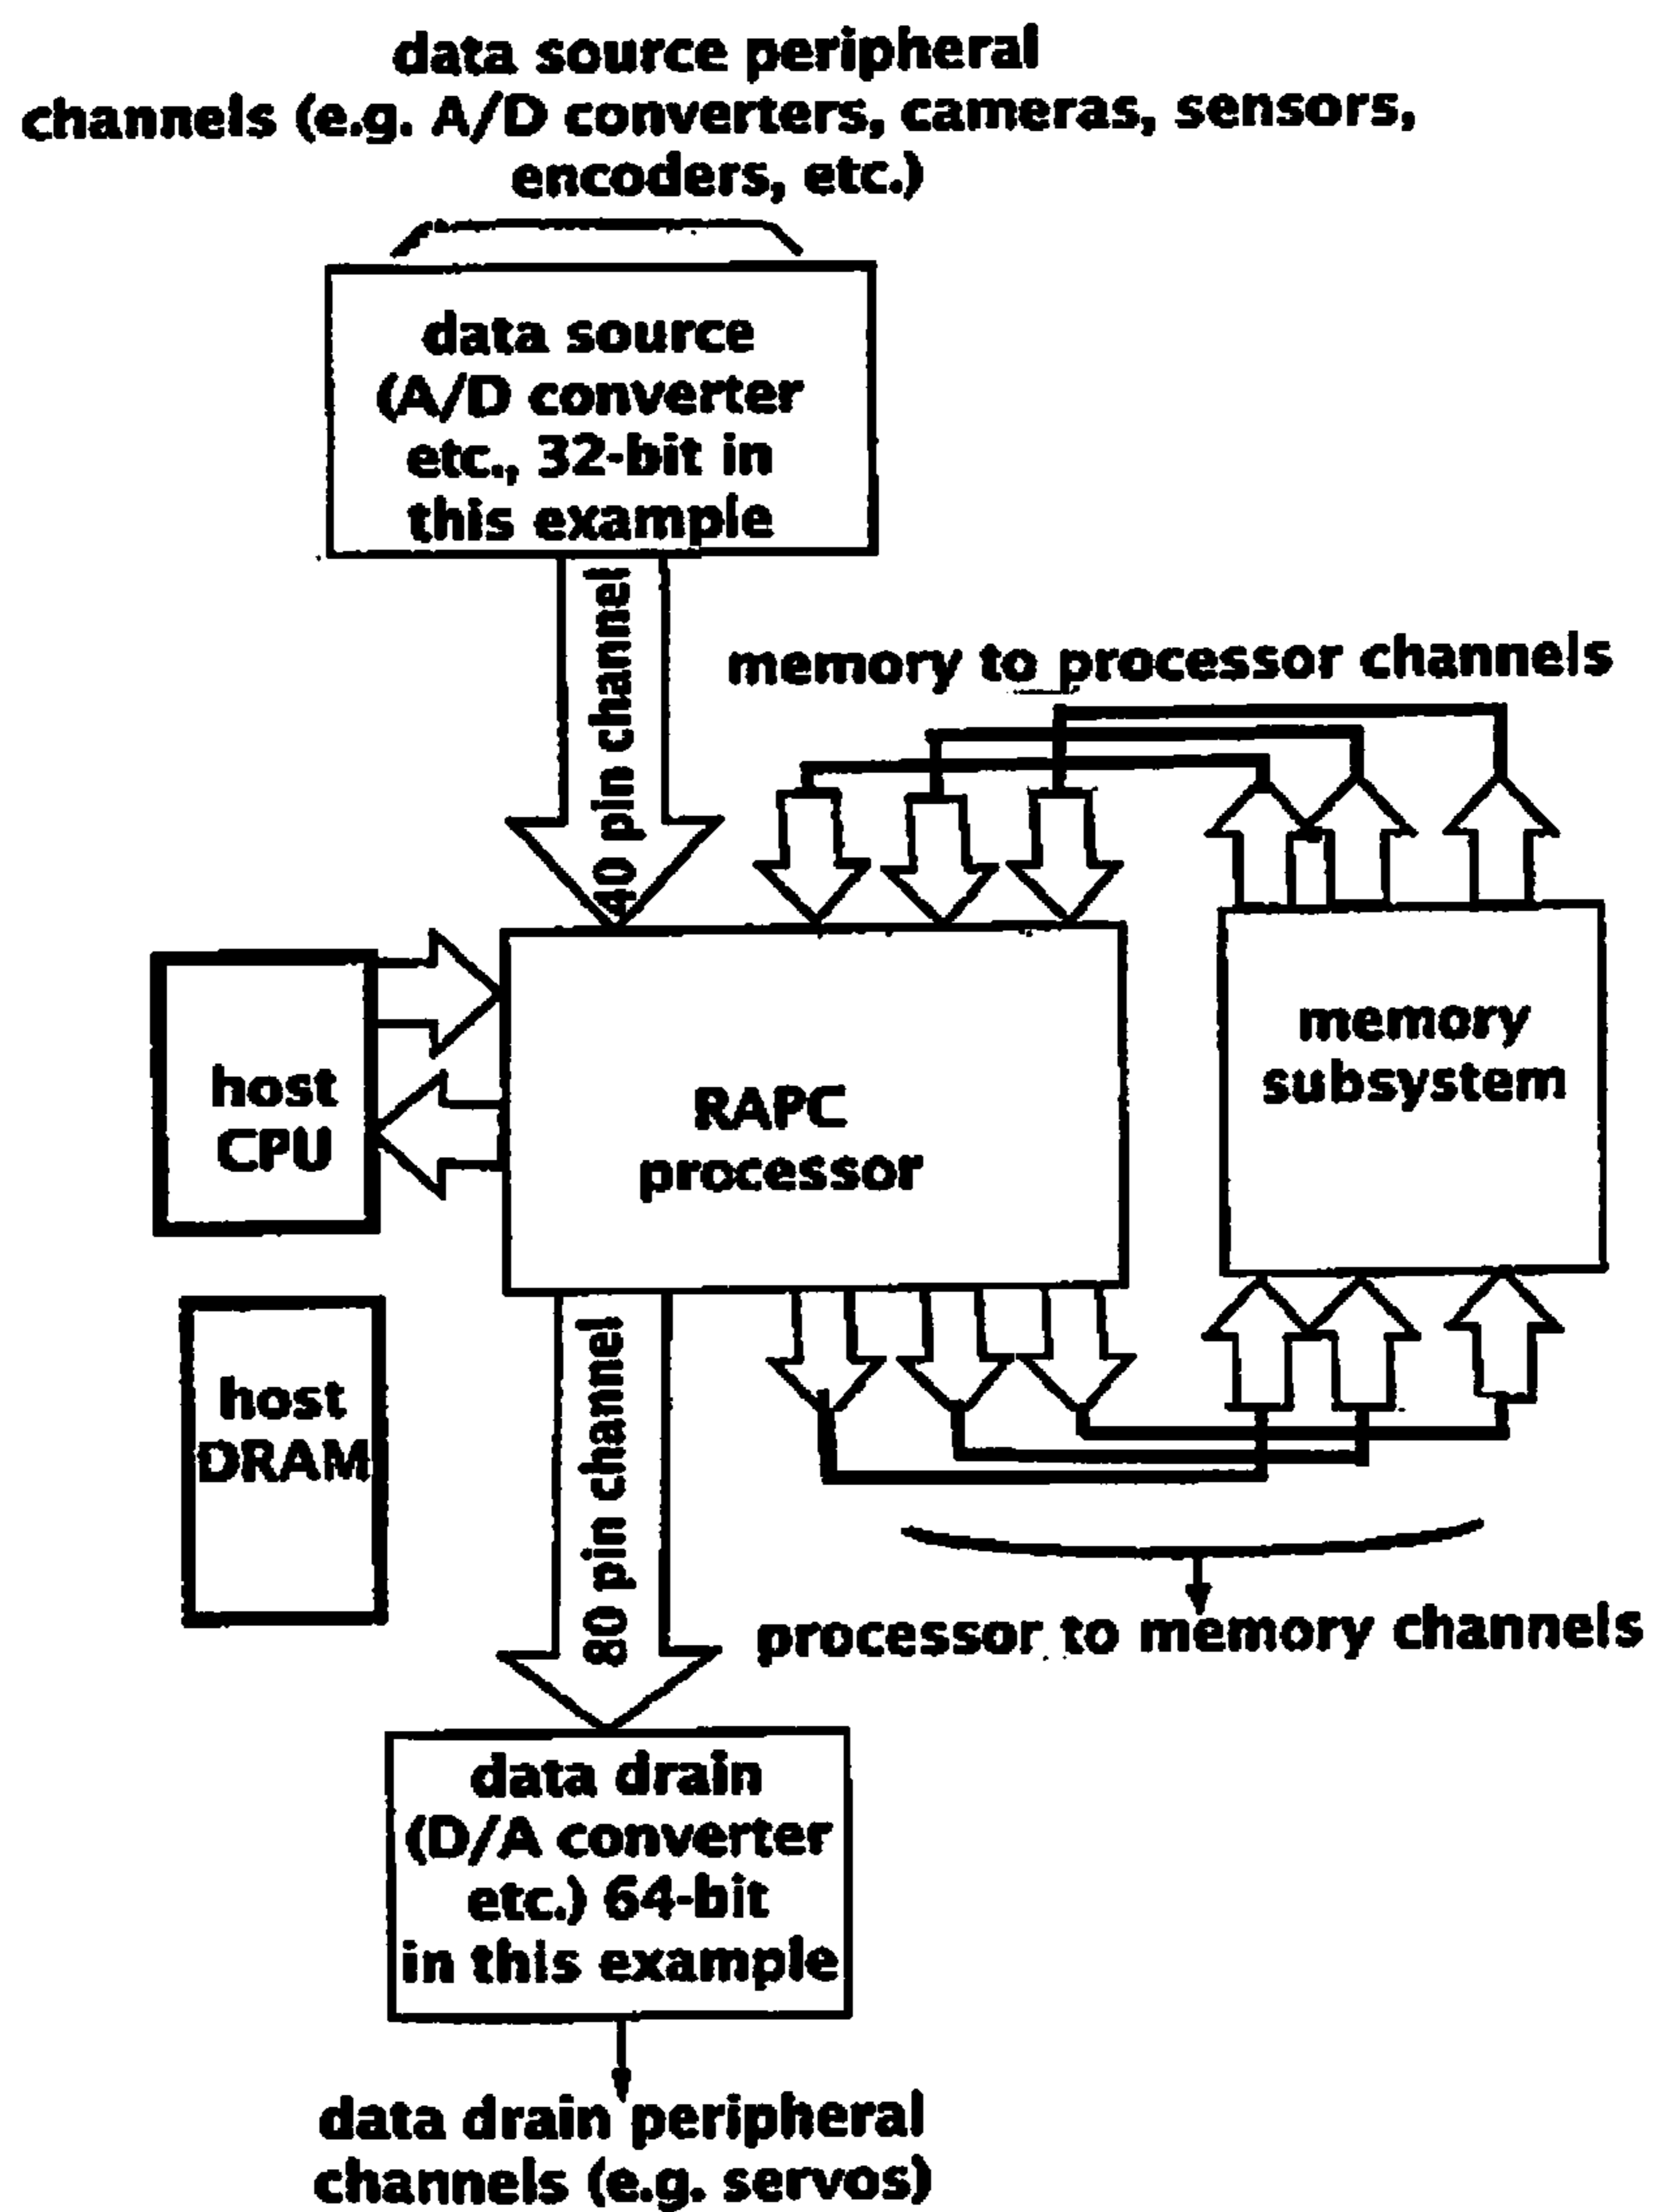 data source peripheral
channels (e.g. A/D converters, cameras, sensors,
encoders, etc.)
data source
(A/D converter
etc., 32-bit in
this example
40 pin channel
memory to processor channels
host
CPU
RAPC
processor
memory
subsystem
host
DRAM
80 pin channel
processor to memory channels
data drain
(D/A converter
etc.) 64-bit
in this example
data drain peripheral
channels (e.g. servos)